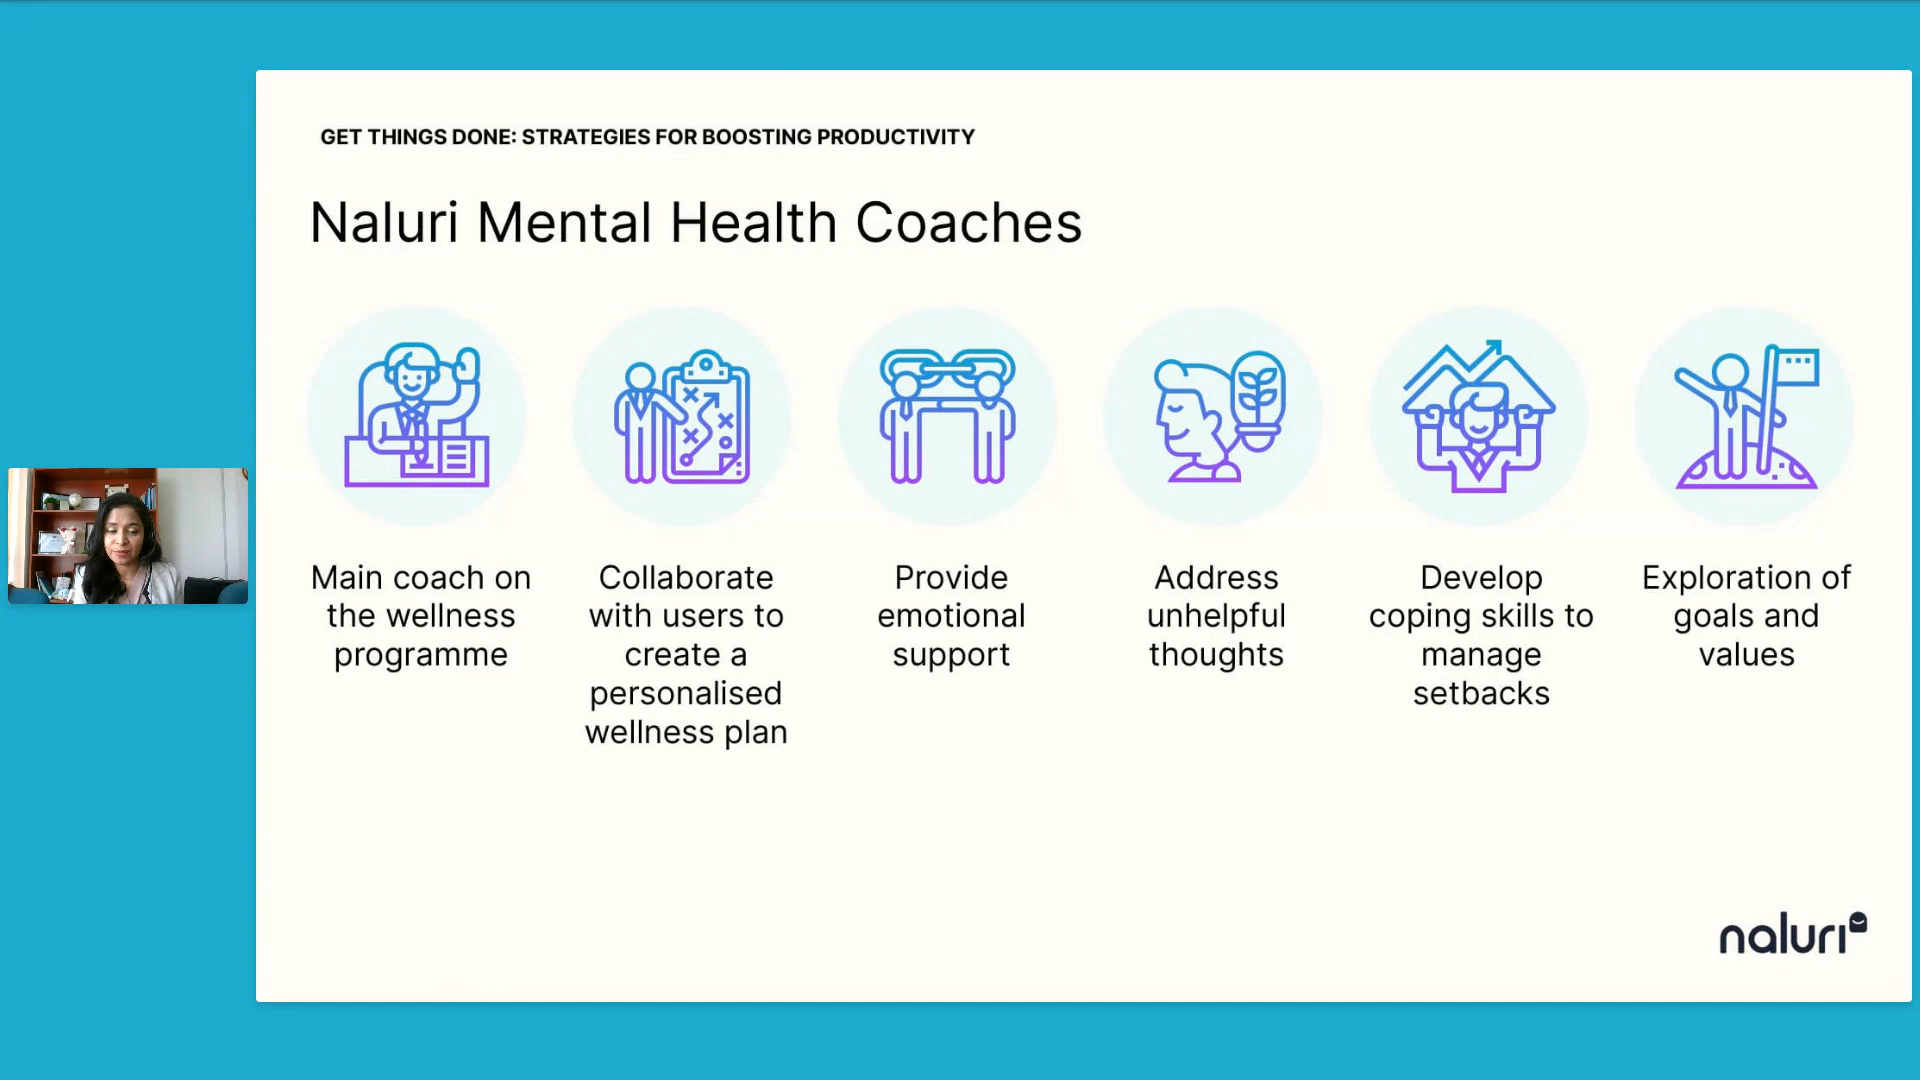 GET THINGS DONE: STRATEGIES FOR BOOSTING PRODUCTIVITY
Naluri Mental Health Coaches
Main coach on
the wellness
programme
Collaborate
with users to
create a
personalised
wellness plan
Provide
emotional
support
Address
unhelpful
thoughts
Develop
coping skills to
manage
setbacks
Exploration of
goals and
values
naluri